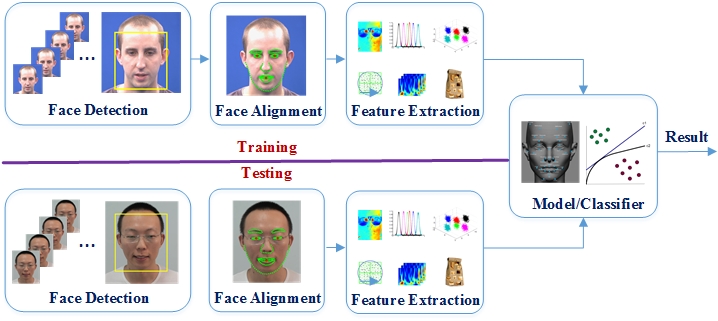 ...
Face Detection
Face Alignment
Feature Extraction
Training
Testing
Model/Classifier
Result
...
Face Detection
Face Alignment
Feature Extraction